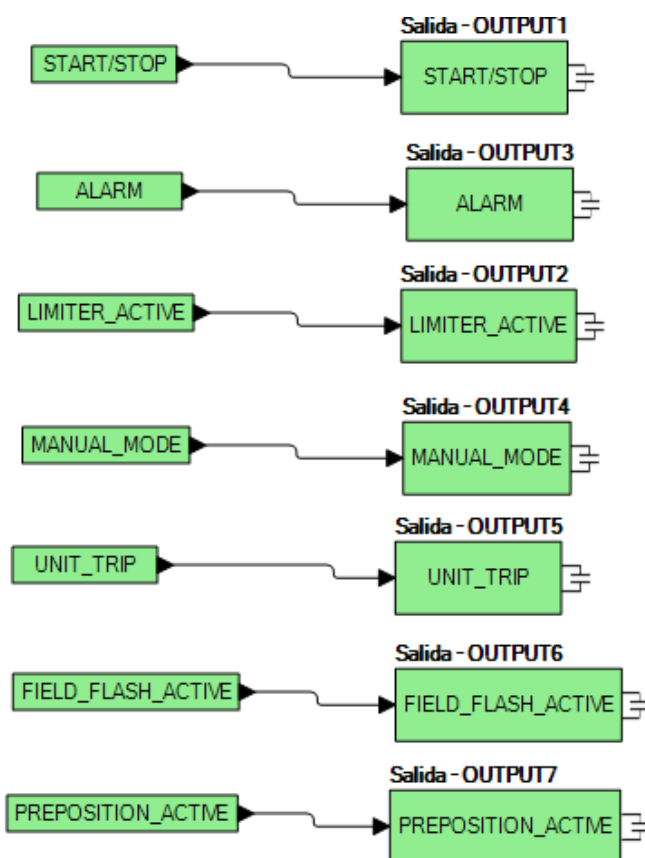 Salida - OUTPUT1
START/STOP
START/STOP
Salida - OUTPUT3
ALARM
ALARM
Salida - OUTPUT2
LIMITER_ACTIVE
LIMITER_ACTIVE
Salida - OUTPUT4
MANUAL_MODE
MANUAL_MODE
Salida - OUTPUT5
UNIT_TRIP
UNIT_TRIP
Salida - OUTPUT6
FIELD_FLASH_ACTIVE
FIELD_FLASH_ACTIVE
Salida - OUTPUT7
PREPOSITION_ACTIVE
PREPOSITION_ACTIVE